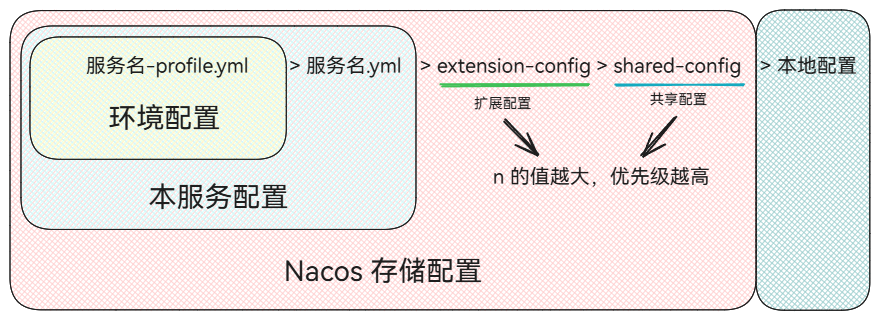 服务名-profile.yml > 服务名.yml > extension-config > shared-config > 本地配置
扩展配置 共享配置
环境配置
n 的值越大，优先级越高
本服务配置
Nacos 存储配置